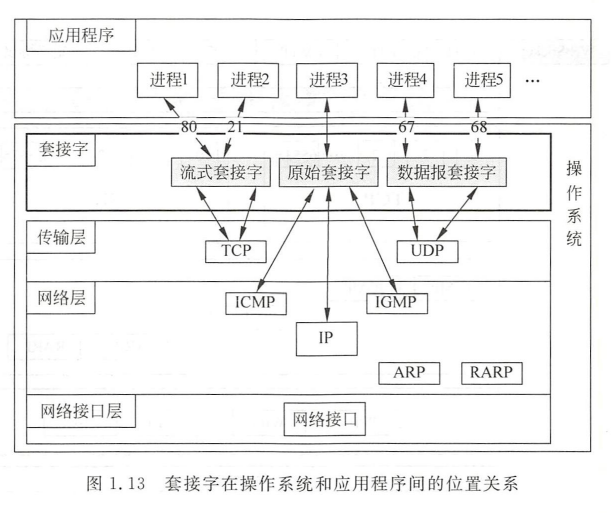 应用程序
进程1 进程2 进程3 进程4 进程5 …
80 21 67 68
套接字
流式套接字 原始套接字 数据报套接字
操作系统
传输层
TCP UDP
网络层
ICMP IGMP
IP
ARP RARP
网络接口层
网络接口
图 1.13 套接字在操作系统和应用程序间的位置关系